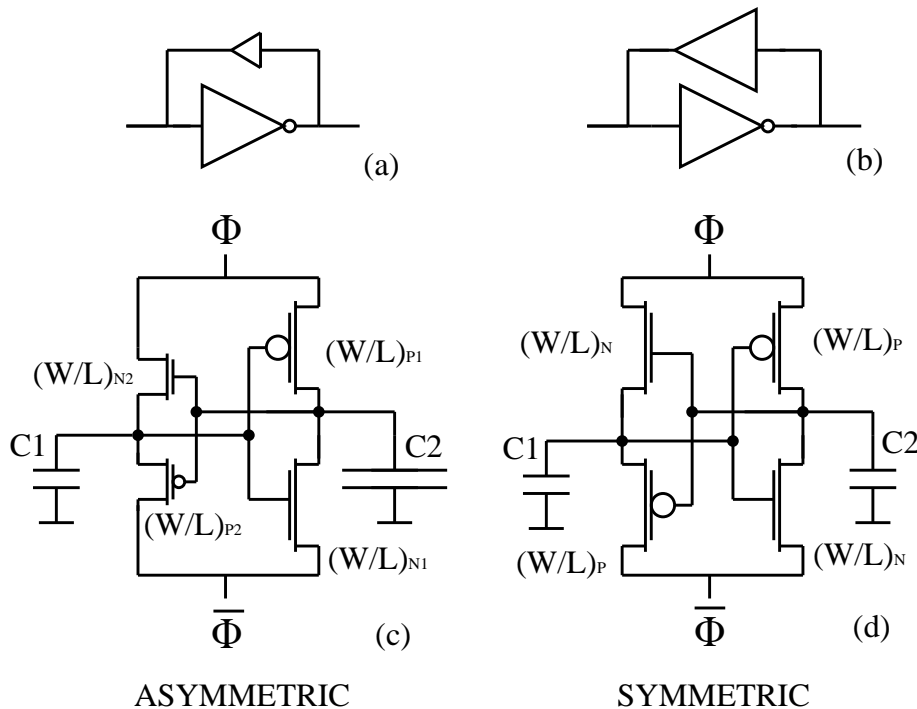 (a)
(b)
Φ
Φ
(W/L)N2
(W/L)P1
(W/L)N
(W/L)P
C1
C2
C1
C2
(W/L)P2
(W/L)N1
(W/L)P
(W/L)N
Φ̅
(c)
Φ̅
(d)
ASYMMETRIC
SYMMETRIC